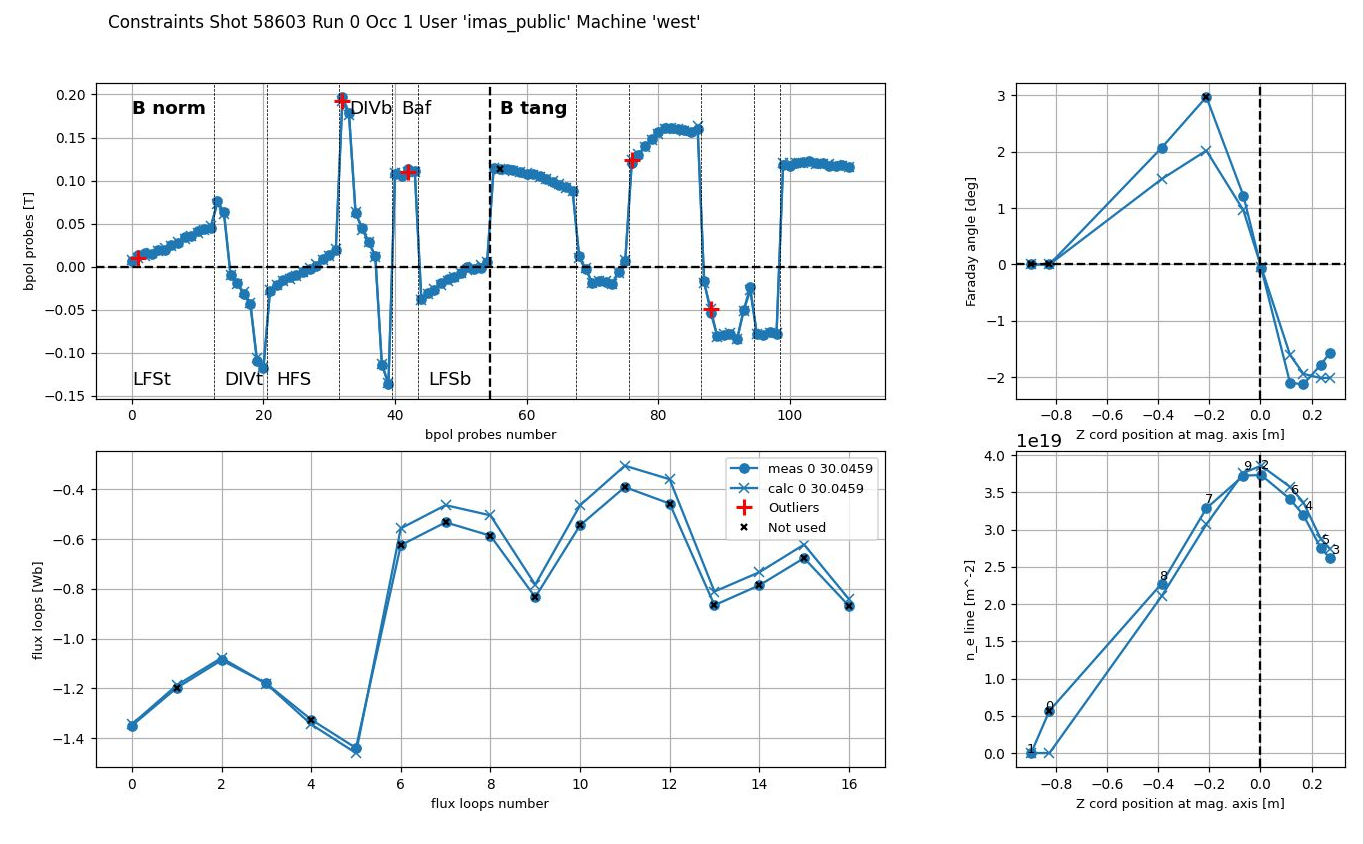 Constraints Shot 58603 Run 0 Occ 1 User 'imas_public' Machine 'west'
B norm
DIVb
Baf
B tang
LFSt
DIVt
HFS
LFSb
bpol probes [T]
0.20
0.15
0.10
0.05
0.00
−0.05
−0.10
−0.15
0 20 40 60 80 100
bpol probes number
Faraday angle [deg]
3
2
1
0
−1
−2
−0.8 −0.6 −0.4 −0.2 0.0 0.2
Z cord position at mag. axis [m]
flux loops [Wb]
−0.4
−0.6
−0.8
−1.0
−1.2
−1.4
meas 0 30.0459
calc 0 30.0459
Outliers
Not used
0 2 4 6 8 10 12 14 16
flux loops number
1e19
n_e line [m^-2]
4.0
3.5
3.0
2.5
2.0
1.5
1.0
0.5
0.0
1
0
8
7
9
2
6
4
5
3
−0.8 −0.6 −0.4 −0.2 0.0 0.2
Z cord position at mag. axis [m]